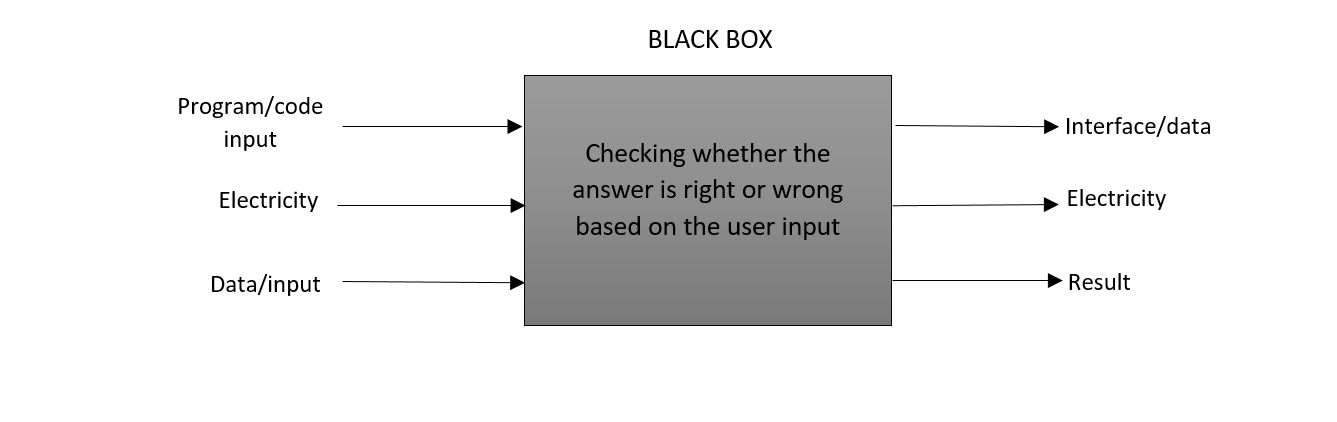 BLACK BOX
Program/code
input
Electricity
Data/input
Checking whether the
answer is right or wrong
based on the user input
Interface/data
Electricity
Result